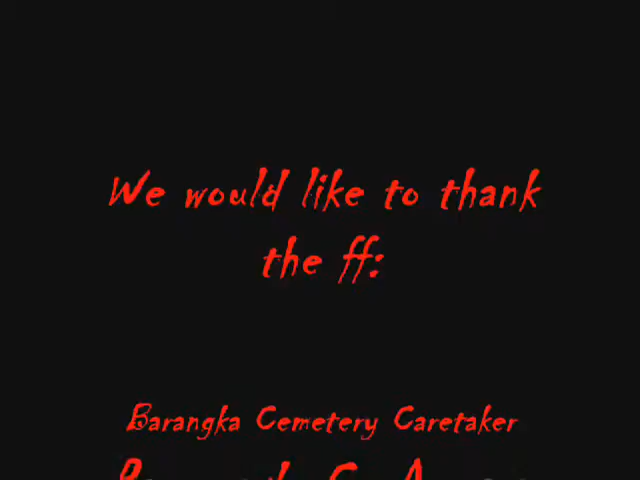 We would like to thank
the ff:
Barangka Cemetery Caretaker